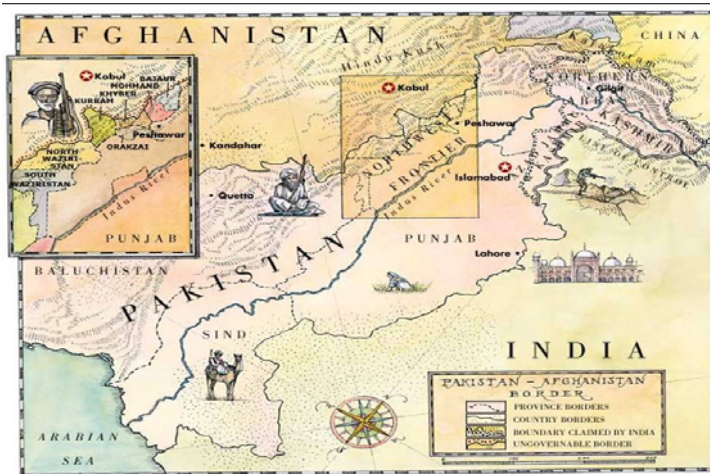 AFGHANISTAN
CHINA
Hindu Kush
Karakoram
NORTHERN
AREA
Gilgit
KASHMIR
Kabul
Peshawar
NORTHWEST
FRONTIER
Indus River
Islamabad
Kandahar
Quetta
PUNJAB
Lahore
BALUCHISTAN
PAKISTAN
SIND
INDIA
ARABIAN
SEA
Kabul
BAJAUR
MOHMAND
KHYBER
KURRAM
Peshawar
ORAKZAI
NORTH
WAZIRI
STAN
SOUTH
WAZIRISTAN
Indus River
PUNJAB
PAKISTAN - AFGHANISTAN
BORDER
PROVINCE BORDERS
COUNTRY BORDERS
BOUNDARY CLAIMED BY INDIA
UNGOVERNABLE BORDER